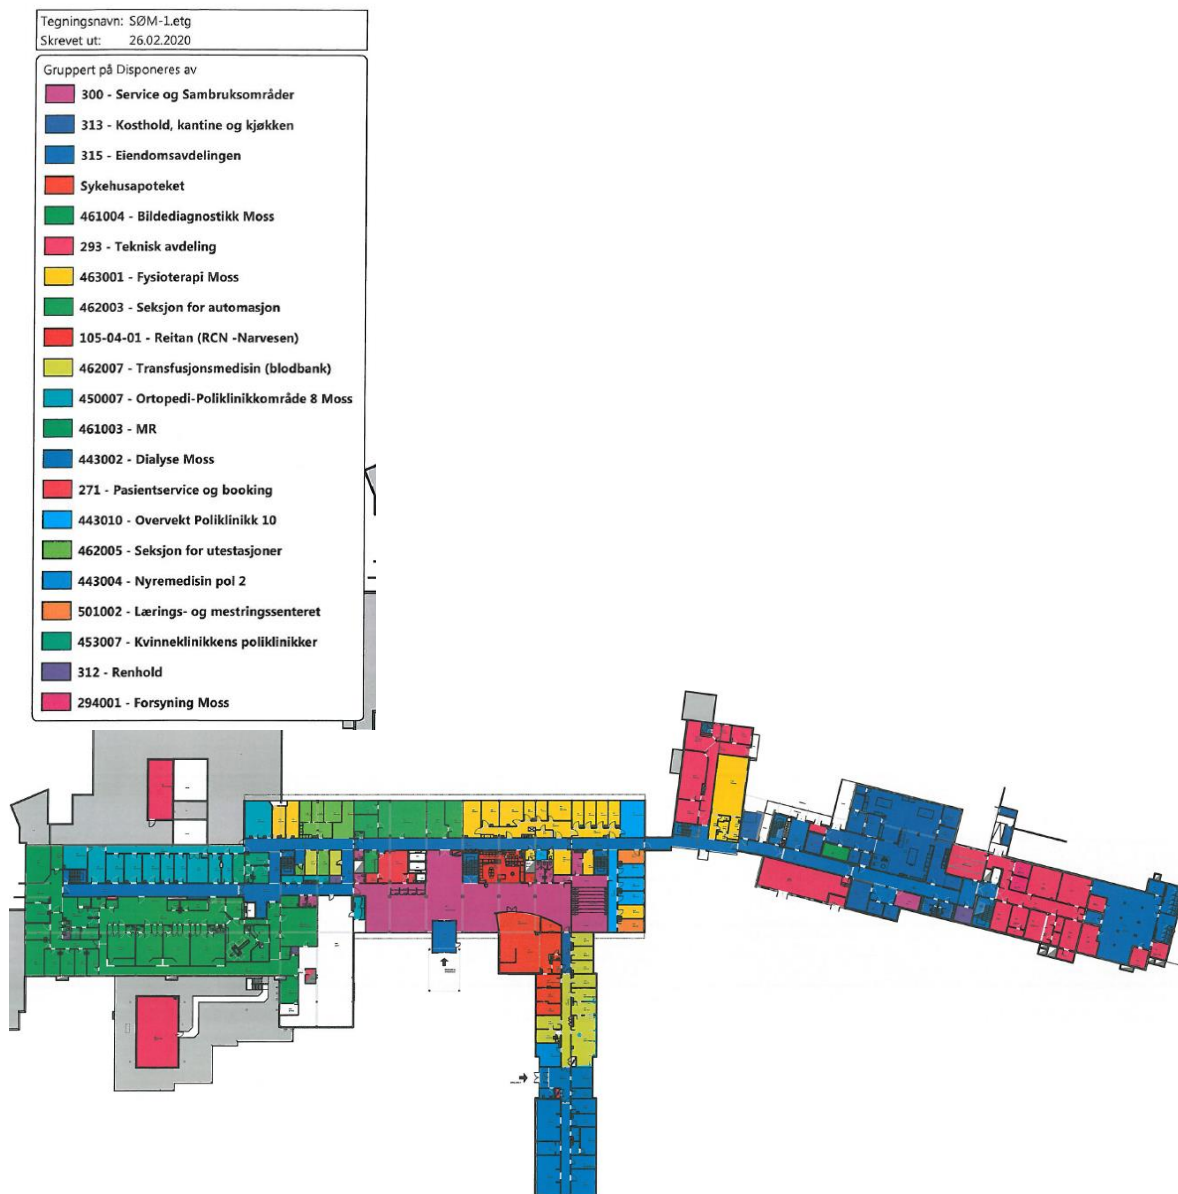 Tegningsnavn: SØM-1.etg
Skrevet ut: 26.02.2020
Gruppert på Disponeres av
300 - Service og Sambruksområder
313 - Kosthold, kantine og kjøkken
315 - Eiendomsavdelingen
Sykehusapoteket
461004 - Bildediagnostikk Moss
293 - Teknisk avdeling
463001 - Fysioterapi Moss
462003 - Seksjon for automasjon
105-04-01 - Reitan (RCN -Narvesen)
462007 - Transfusjonsmedisin (blodbank)
450007 - Ortopedi-Poliklinikkområde 8 Moss
461003 - MR
443002 - Dialyse Moss
271 - Pasientservice og booking
443010 - Overvekt Poliklinikk 10
462005 - Seksjon for utestasjoner
443004 - Nyremedisin pol 2
501002 - Lærings- og mestringssenteret
453007 - Kvinneklinikkens poliklinikker
312 - Renhold
294001 - Forsyning Moss